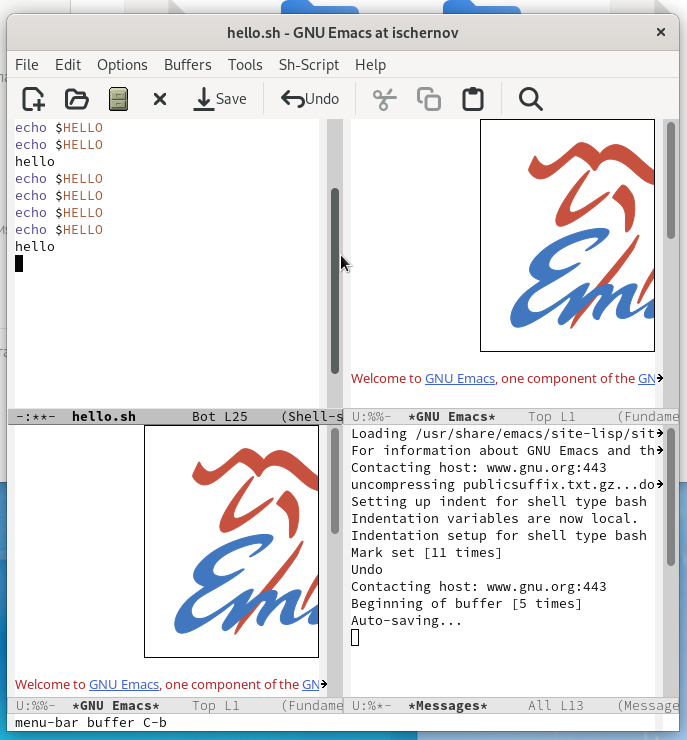 hello.sh - GNU Emacs at ischernov
File Edit Options Buffers Tools Sh-Script Help
Save Undo
echo $HELLO
echo $HELLO
hello
echo $HELLO
echo $HELLO
echo $HELLO
echo $HELLO
hello
-:**- hello.sh Bot L25 (Shell-s
Welcome to GNU Emacs, one component of the GN
U:%%- *GNU Emacs* Top L1 (Fundame
Welcome to GNU Emacs, one component of the GN
U:%%- *GNU Emacs* Top L1 (Fundame
Loading /usr/share/emacs/site-lisp/sit
For information about GNU Emacs and th
Contacting host: www.gnu.org:443
uncompressing publicsuffix.txt.gz...do
Setting up indent for shell type bash
Indentation variables are now local.
Indentation setup for shell type bash
Mark set [11 times]
Undo
Contacting host: www.gnu.org:443
Beginning of buffer [5 times]
Auto-saving...
U:%*- *Messages* All L13 (Message
menu-bar buffer C-b